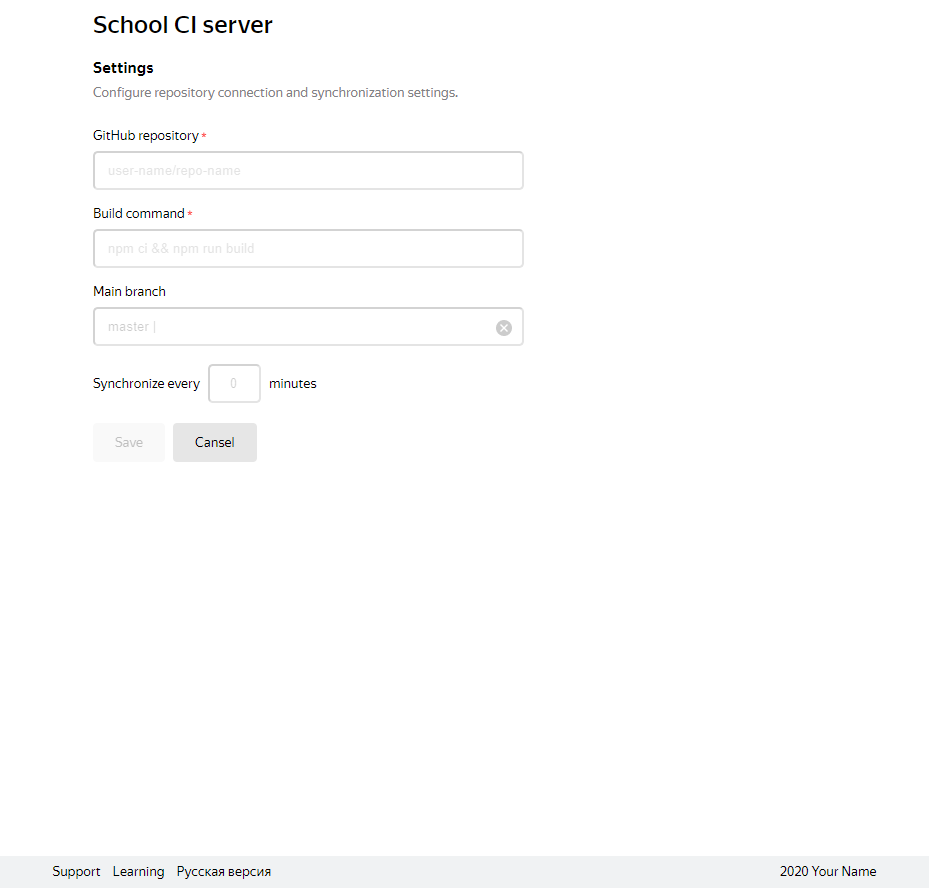 School CI server
Settings
Configure repository connection and synchronization settings.
GitHub repository *
user-name/repo-name
Build command *
npm ci && npm run build
Main branch
master |
Synchronize every 0 minutes
Save Cansel
Support Learning Русская версия 2020 Your Name